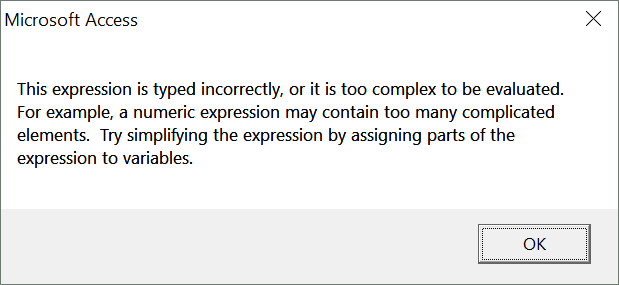 Microsoft Access
This expression is typed incorrectly, or it is too complex to be evaluated.
For example, a numeric expression may contain too many complicated
elements.  Try simplifying the expression by assigning parts of the
expression to variables.
OK